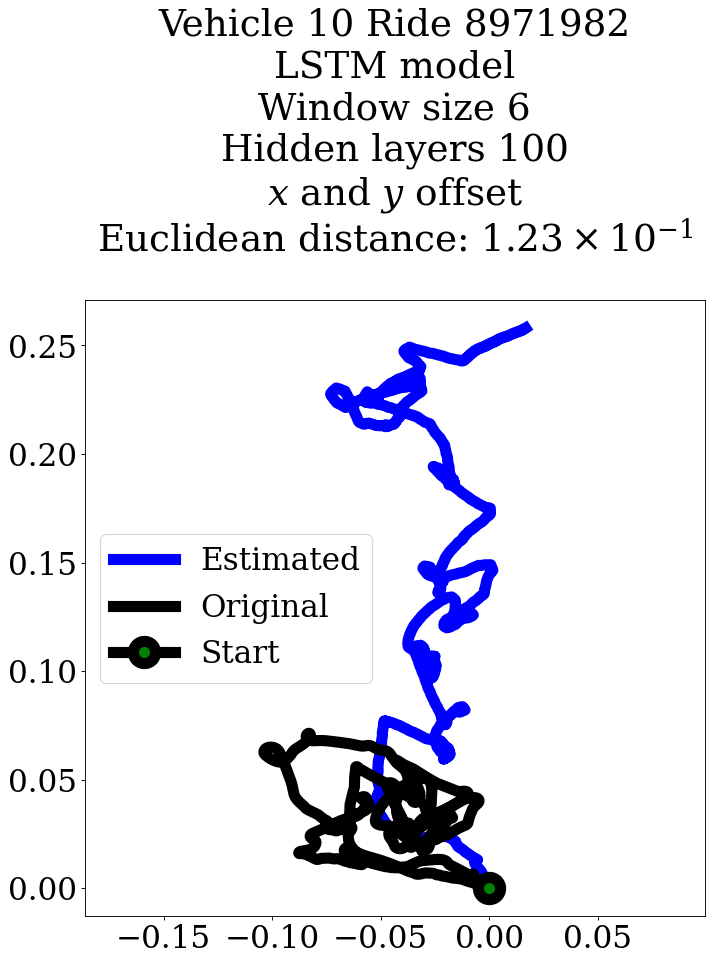 Vehicle 10 Ride 8971982
LSTM model
Window size 6
Hidden layers 100
x and y offset
Euclidean distance: 1.23 × 10⁻¹
0.25
0.20
0.15
0.10
0.05
0.00
Estimated
Original
Start
−0.15 −0.10 −0.05 0.00 0.05